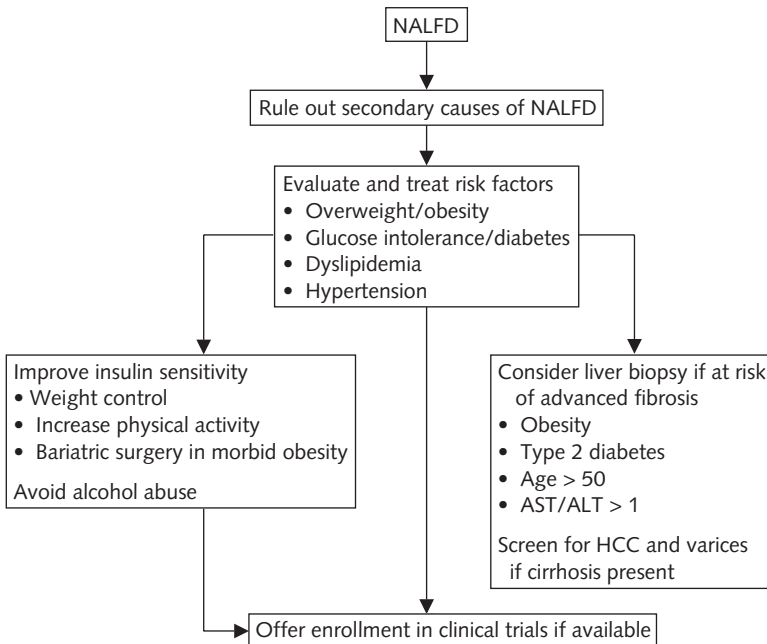 NALFD
Rule out secondary causes of NALFD
Evaluate and treat risk factors
• Overweight/obesity
• Glucose intolerance/diabetes
• Dyslipidemia
• Hypertension
Improve insulin sensitivity
• Weight control
• Increase physical activity
• Bariatric surgery in morbid obesity
Avoid alcohol abuse
Consider liver biopsy if at risk
of advanced fibrosis
• Obesity
• Type 2 diabetes
• Age > 50
• AST/ALT > 1
Screen for HCC and varices
if cirrhosis present
Offer enrollment in clinical trials if available